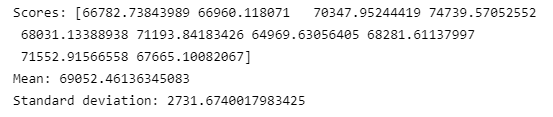 Scores: [66782.73843989 66960.118071   70347.95244419 74739.57052552
 68031.13388938 71193.84183426 64969.63056405 68281.61137997
 71552.91566558 67665.10082067]
Mean: 69052.46136345083
Standard deviation: 2731.6740017983425